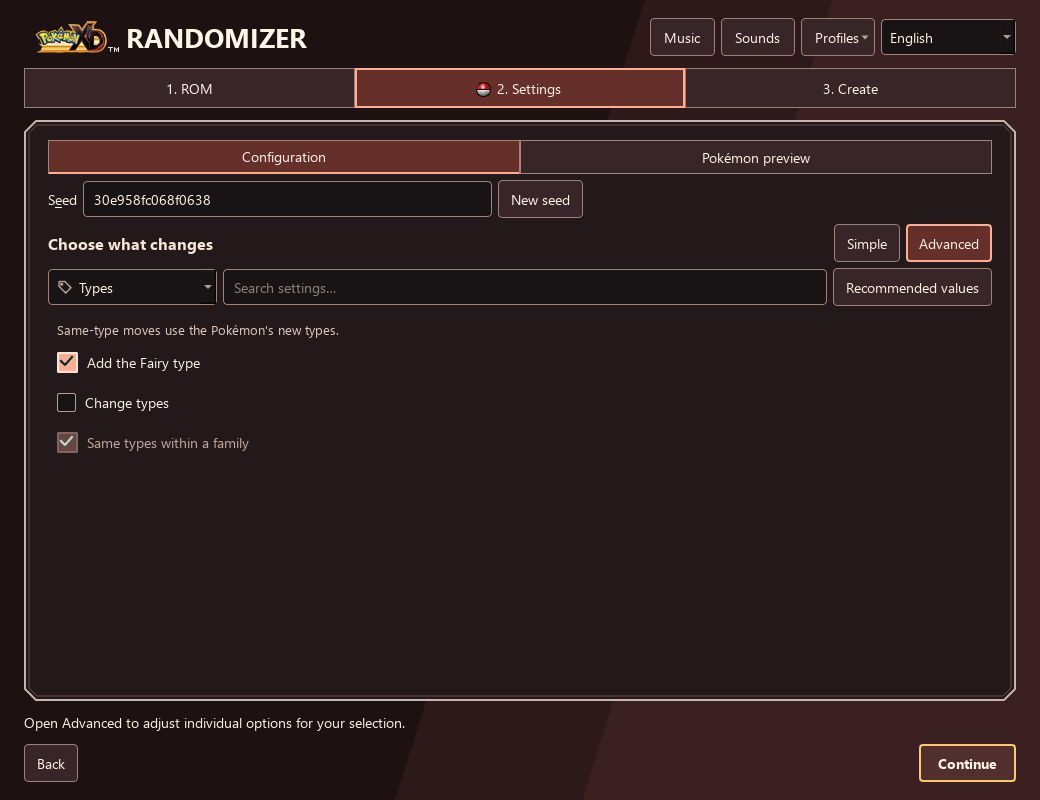 Pokémon XD™ RANDOMIZER
Music
Sounds
Profiles
English
1. ROM
2. Settings
3. Create
Configuration
Pokémon preview
Seed
30e958fc068f0638
New seed
Choose what changes
Simple
Advanced
Types
Search settings...
Recommended values
Same-type moves use the Pokémon's new types.
Add the Fairy type
Change types
Same types within a family
Open Advanced to adjust individual options for your selection.
Back
Continue